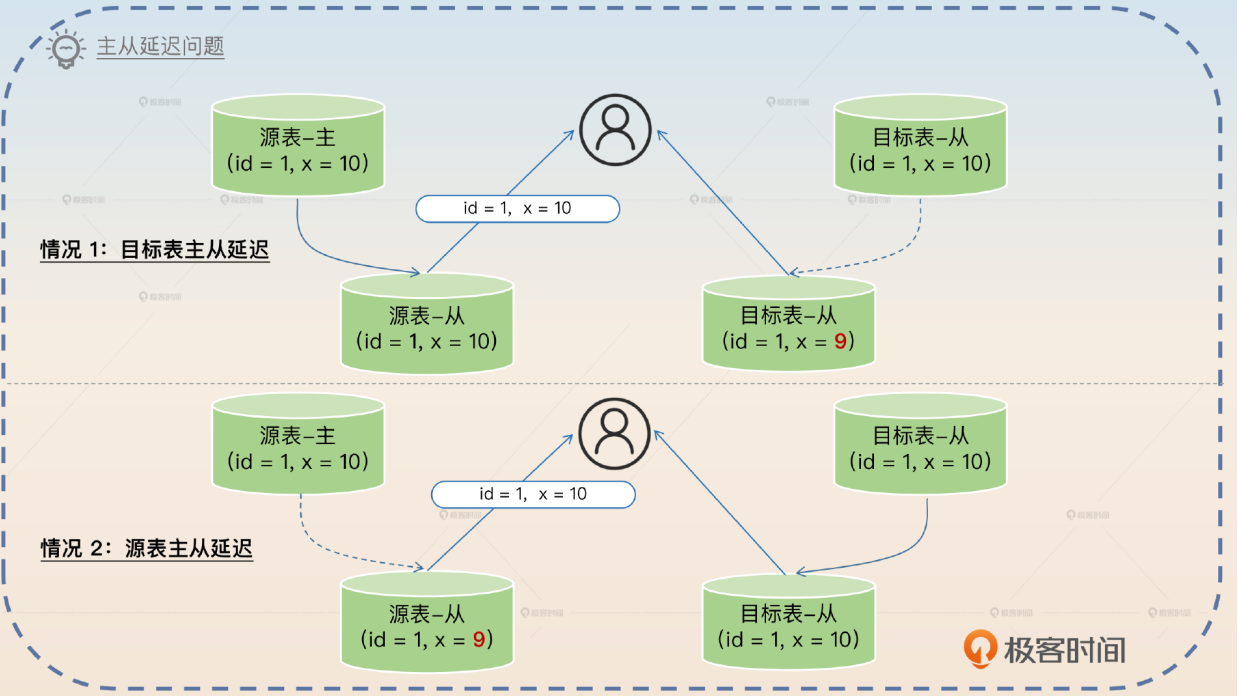 主从延迟问题
源表–主
(id = 1, x = 10)
目标表–从
(id = 1, x = 10)
id = 1,  x = 10
情况 1：目标表主从延迟
源表–从
(id = 1, x = 10)
目标表–从
(id = 1, x = 9)
源表–主
(id = 1, x = 10)
目标表–从
(id = 1, x = 10)
id = 1,  x = 10
情况 2：源表主从延迟
源表–从
(id = 1, x = 9)
目标表–从
(id = 1, x = 10)
极客时间